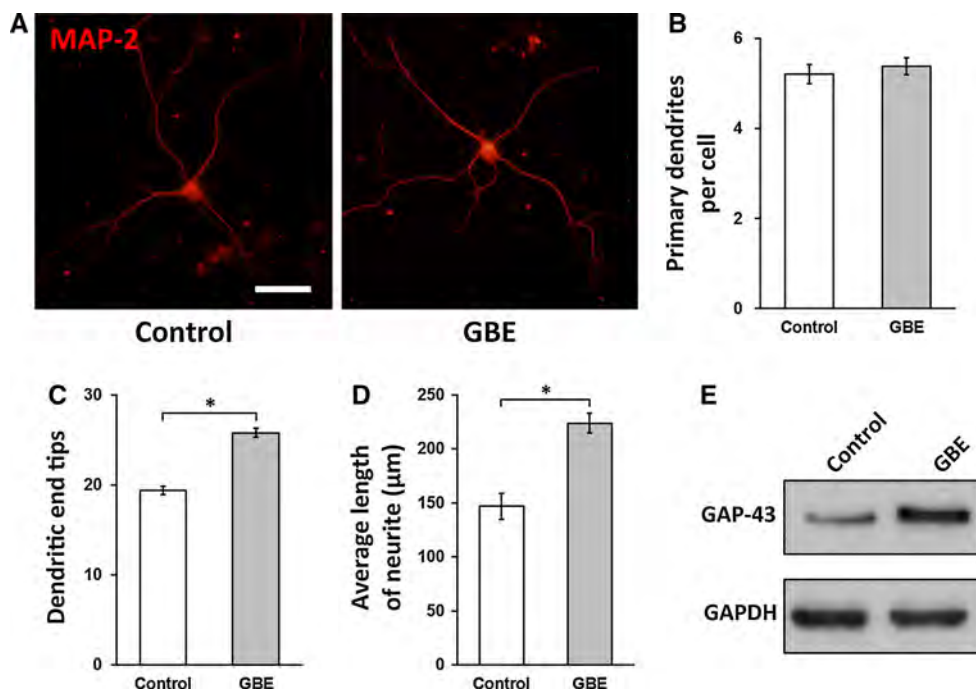 A
MAP-2
Control
GBE
B
Primary dendrites
per cell
6
4
2
0
Control
GBE
C
Dendritic end tips
30
20
10
0
*
Control
GBE
D
Average length
of neurite (µm)
250
200
150
100
50
0
*
Control
GBE
E
Control
GBE
GAP-43
GAPDH